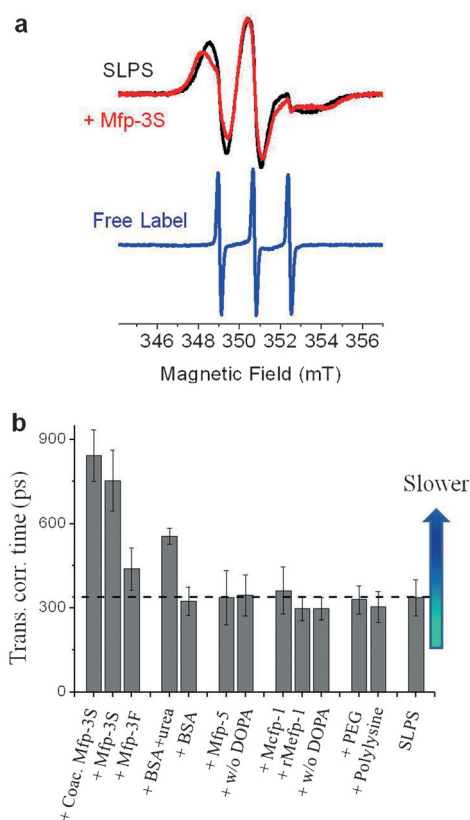 a
SLPS
+ Mfp-3S
Free Label
346 348 350 352 354 356
Magnetic Field (mT)
b
900
600
300
0
Trans. corr. time (ps)
Slower
+ Coac. Mfp-3S
+ Mfp-3S
+ Mfp-3F
+ BSA+urea
+ BSA
+ Mfp-5
+ w/o DOPA
+ Mcfp-1
+ rMefp-1
+ w/o DOPA
+ PEG
+ Polylysine
SLPS